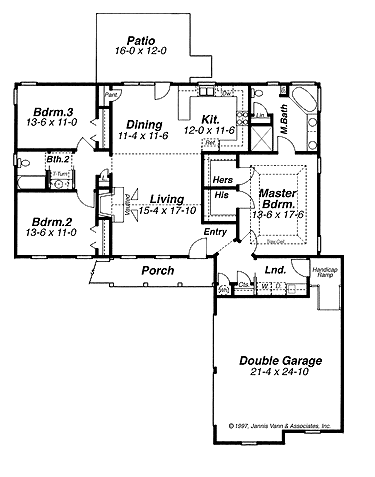 Patio
16-0 x 12-0
Bdrm.3
13-6 x 11-0
Pant.
Dining
11-4 x 11-6
Kit.
12-0 x 11-6
Dw
Ref.
Lin.
M.Bath
Bth.2
Hers
His
Master
Bdrm.
13-6 x 17-6
Living
15-4 x 17-10
Bdrm.2
13-6 x 11-0
Entry
Porch
Lnd.
Handicap
Ramp
Cts.
W. D.
Double Garage
21-4 x 24-10
©1997, Jannis Vann & Associates, Inc.